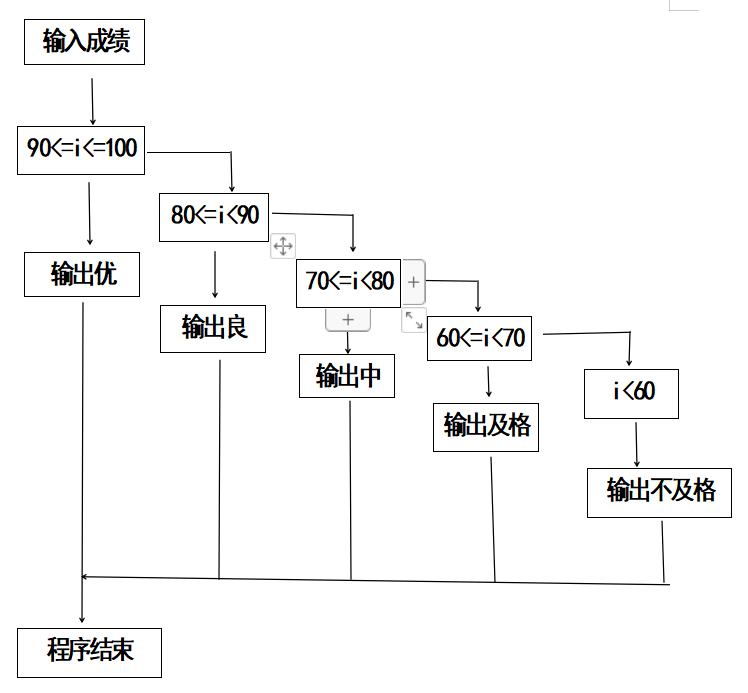 输入成绩
90<=i<=100
80<=i<90
输出优
70<=i<80
输出良
60<=i<70
输出中
i<60
输出及格
输出不及格
程序结束